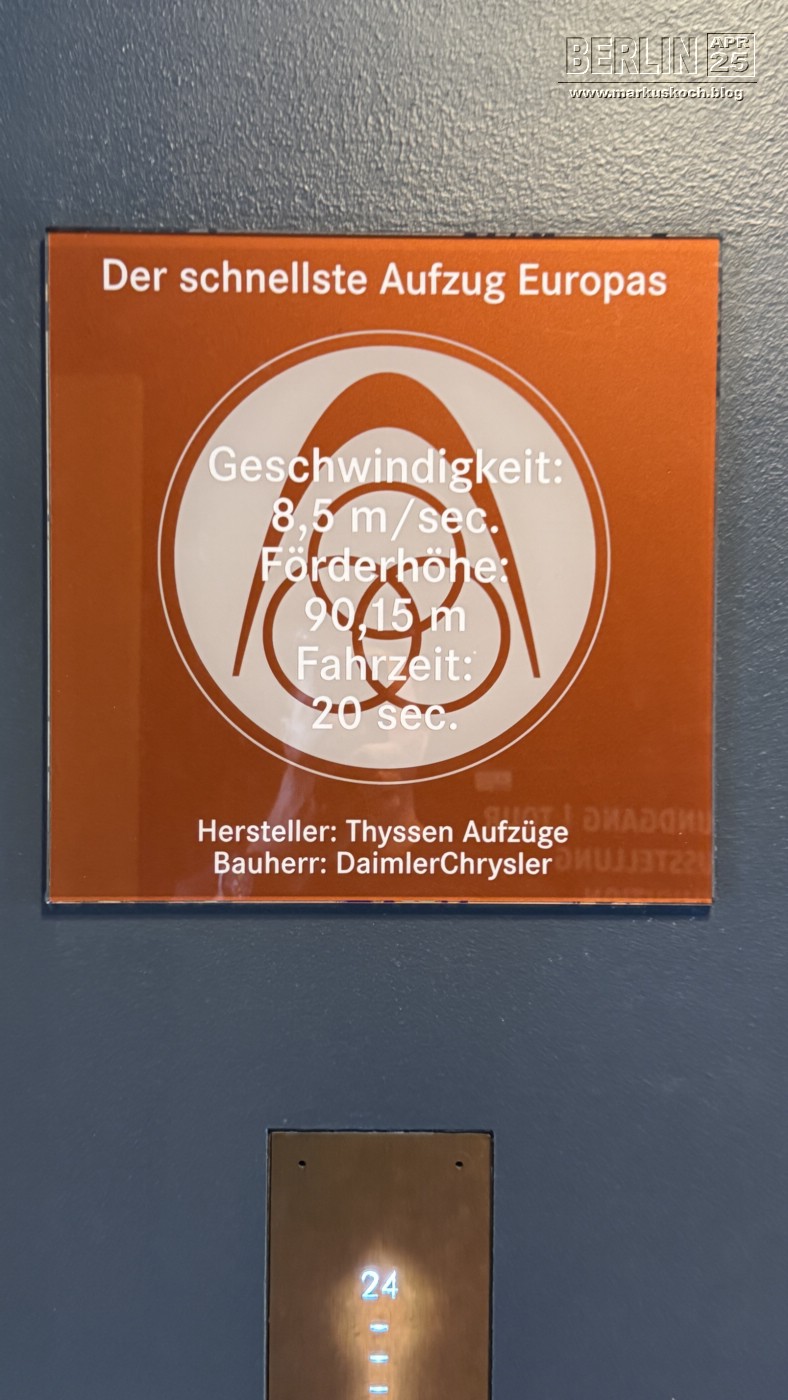 BERLIN APR 25
www.markuskoch.blog
Der schnellste Aufzug Europas
Geschwindigkeit:
8,5 m/sec.
Förderhöhe:
90,15 m
Fahrzeit:
20 sec.
Hersteller: Thyssen Aufzüge
Bauherr: DaimlerChrysler
24